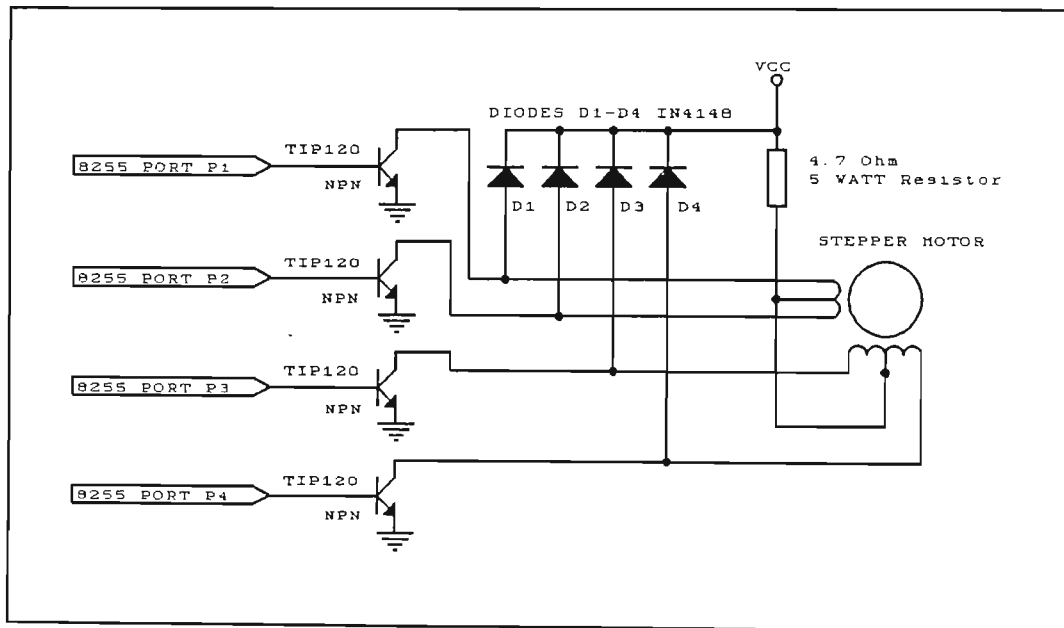 VCC
DIODES D1-D4 IN4148
TIP120
8255 PORT P1
NPN
4.7 Ohm
5 WATT Resistor
D1 D2 D3 D4
STEPPER MOTOR
TIP120
8255 PORT P2
NPN
TIP120
8255 PORT P3
NPN
TIP120
8255 PORT P4
NPN